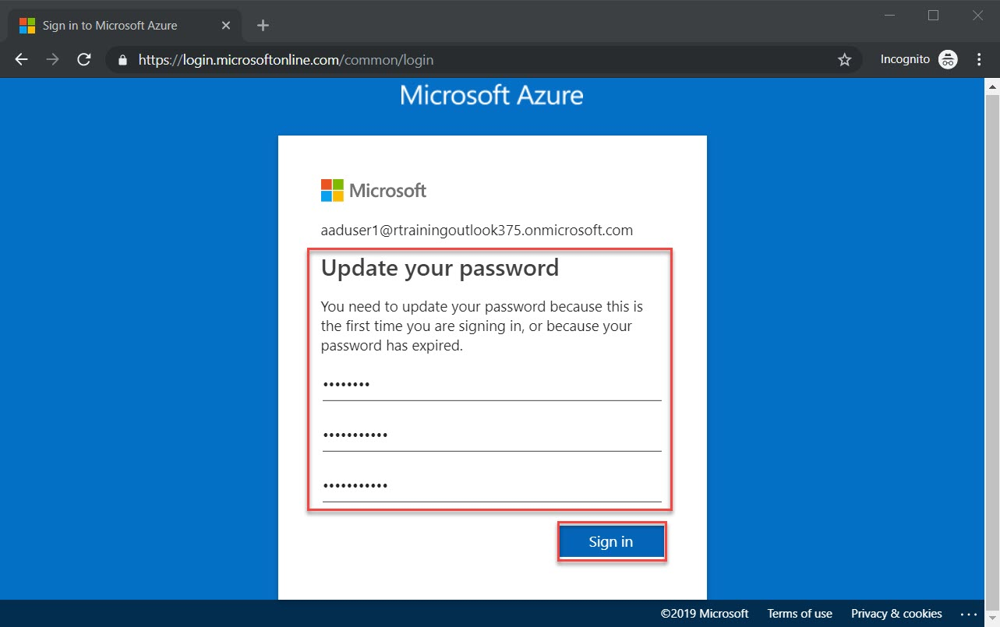 Sign in to Microsoft Azure
https://login.microsoftonline.com/common/login
Incognito
Microsoft Azure
Microsoft
aaduser1@rtrainingoutlook375.onmicrosoft.com
Update your password
You need to update your password because this is
the first time you are signing in, or because your
password has expired.
••••••••
•••••••••••
•••••••••••
Sign in
©2019 Microsoft Terms of use Privacy & cookies ...